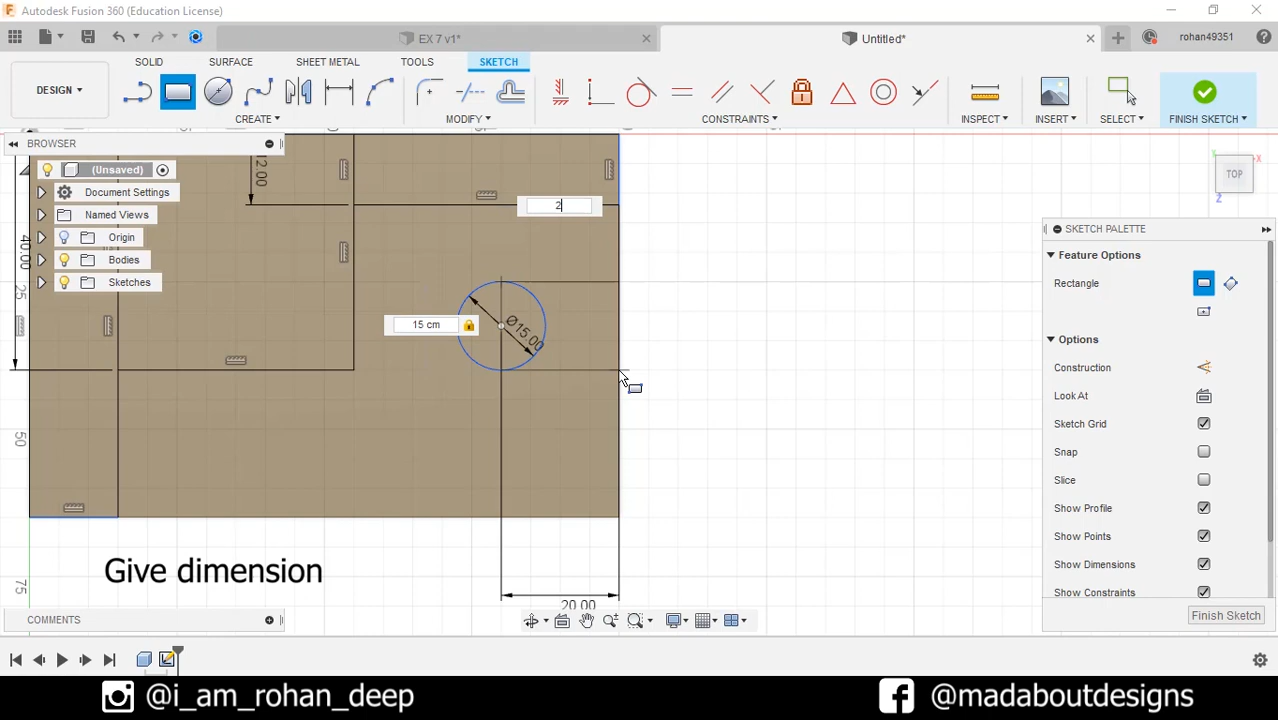 Autodesk Fusion 360 (Education License)
EX 7 v1*
Untitled*
rohan49351
SOLID SURFACE SHEET METAL TOOLS SKETCH
DESIGN
CREATE MODIFY CONSTRAINTS INSPECT INSERT SELECT FINISH SKETCH
BROWSER
(Unsaved)
Document Settings
Named Views
Origin
Bodies
Sketches
12.00
40.00
25
50
75
2
15 cm
Ø15.00
20.00
TOP
X
Z
SKETCH PALETTE
Feature Options
Rectangle
Options
Construction
Look At
Sketch Grid
Snap
Slice
Show Profile
Show Points
Show Dimensions
Show Constraints
Finish Sketch
Give dimension
COMMENTS
@i_am_rohan_deep
@madaboutdesigns